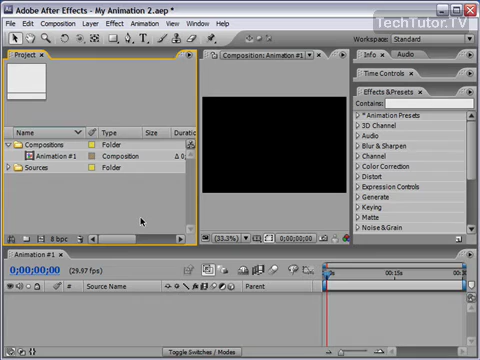 Adobe After Effects - My Animation 2.aep *
TechTutor.TV
File Edit Composition Layer Effect Animation View Window Help
Workspace: Standard
Project
Composition: Animation #1
Info Audio
Time Controls
Effects & Presets
Contains:
Name Type Size Duratio
Compositions Folder
Animation #1 Composition Δ 0;
Sources Folder
* Animation Presets
3D Channel
Audio
Blur & Sharpen
Channel
Color Correction
Distort
Expression Controls
Generate
Keying
Matte
Noise & Grain
8 bpc
(33.3%) 0;00;00;00
Animation #1
0;00;00;00 (29.97 fps)
00:15s
# Source Name Parent
Toggle Switches / Modes